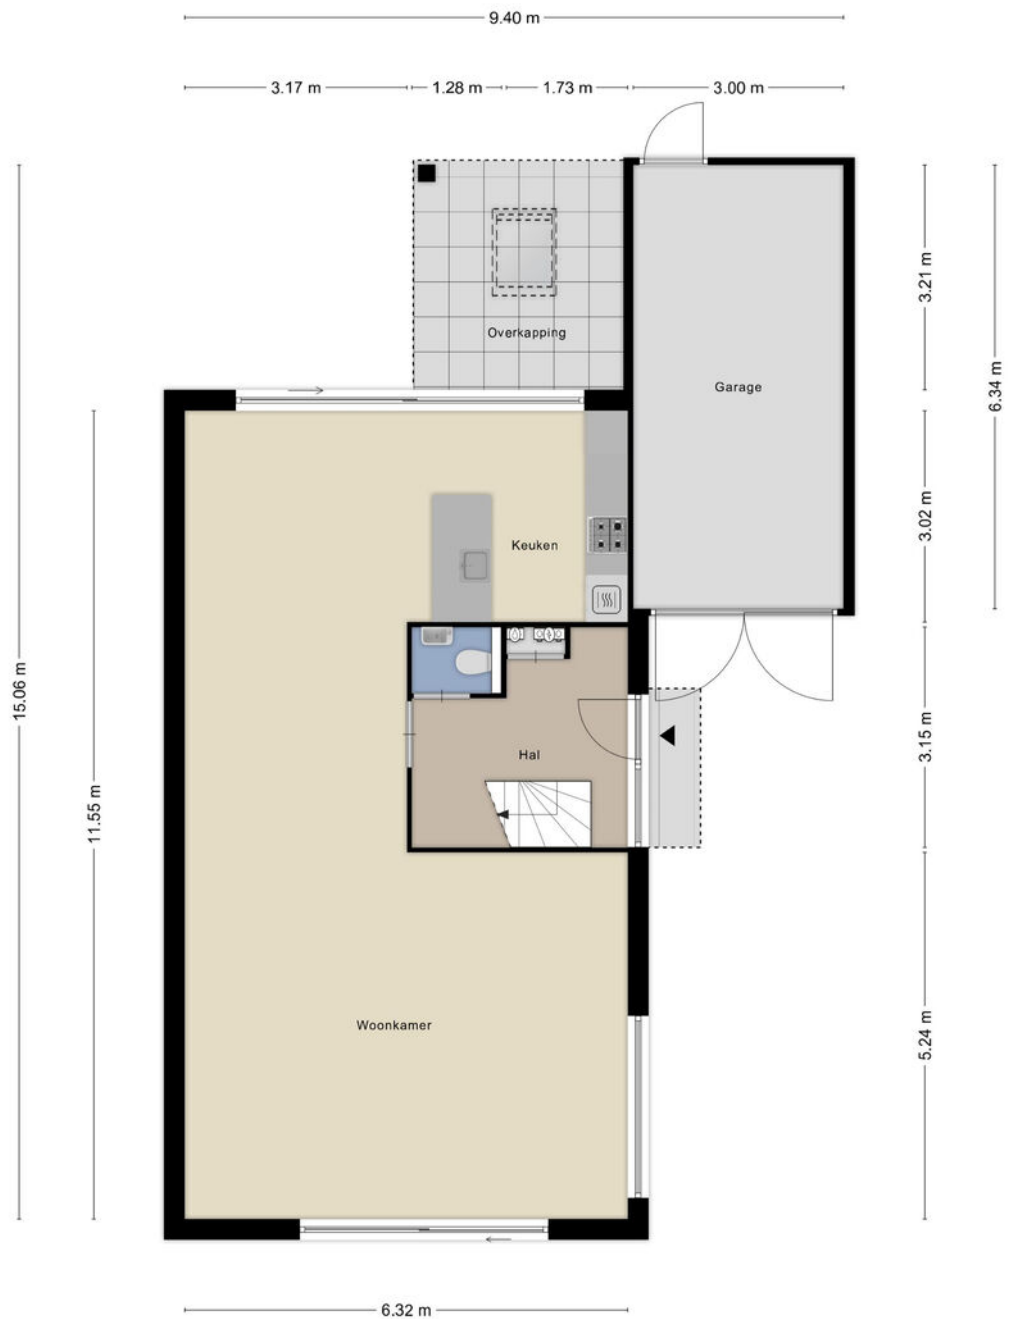 9.40 m
3.17 m
1.28 m
1.73 m
3.00 m
3.21 m
Overkapping
6.34 m
Garage
3.02 m
Keuken
15.06 m
3.15 m
Hal
11.55 m
Woonkamer
5.24 m
6.32 m